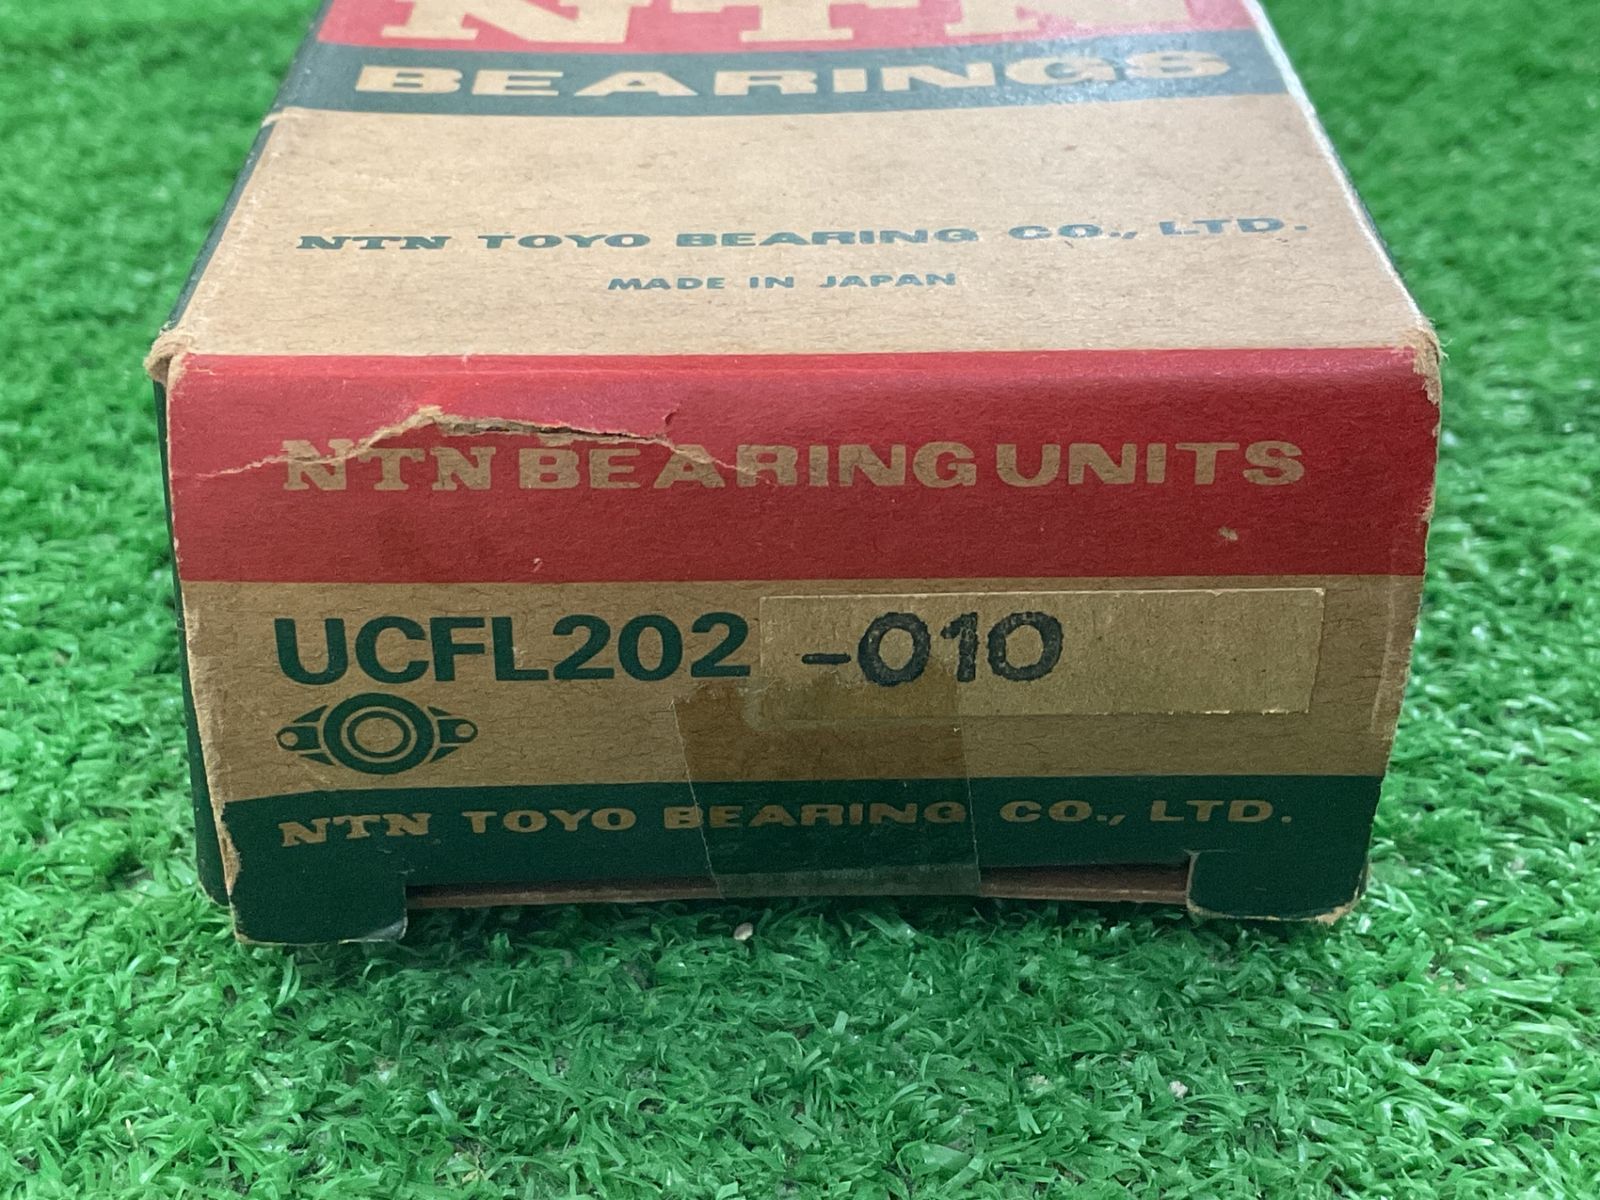 NTN
BEARINGS
NTN TOYO BEARING CO., LTD.
MADE IN JAPAN
NTN BEARING UNITS
UCFL202 -010
NTN TOYO BEARING CO., LTD.